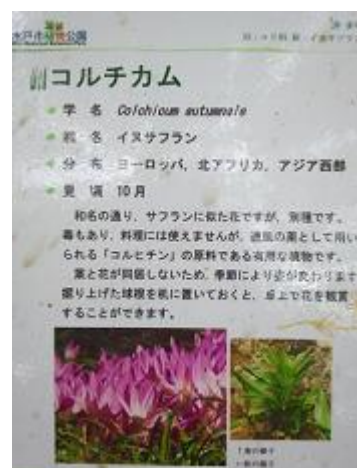 水戸市植物公園
コルチカム
学 名 Colchicum autumnale
和 名 イヌサフラン
分 布 ヨーロッパ, 北アフリカ, アジア西部
見 頃 10月
和名の通り、サフランに似た花ですが、別種です。
毒もあり、料理には使えませんが、痛風の薬として用い
られる「コルヒチン」の原料である有用な植物です。
葉と花が同居しないため、季節により姿が変わります
掘り上げた球根を机に置いておくと、卓上で花を観賞
することができます。